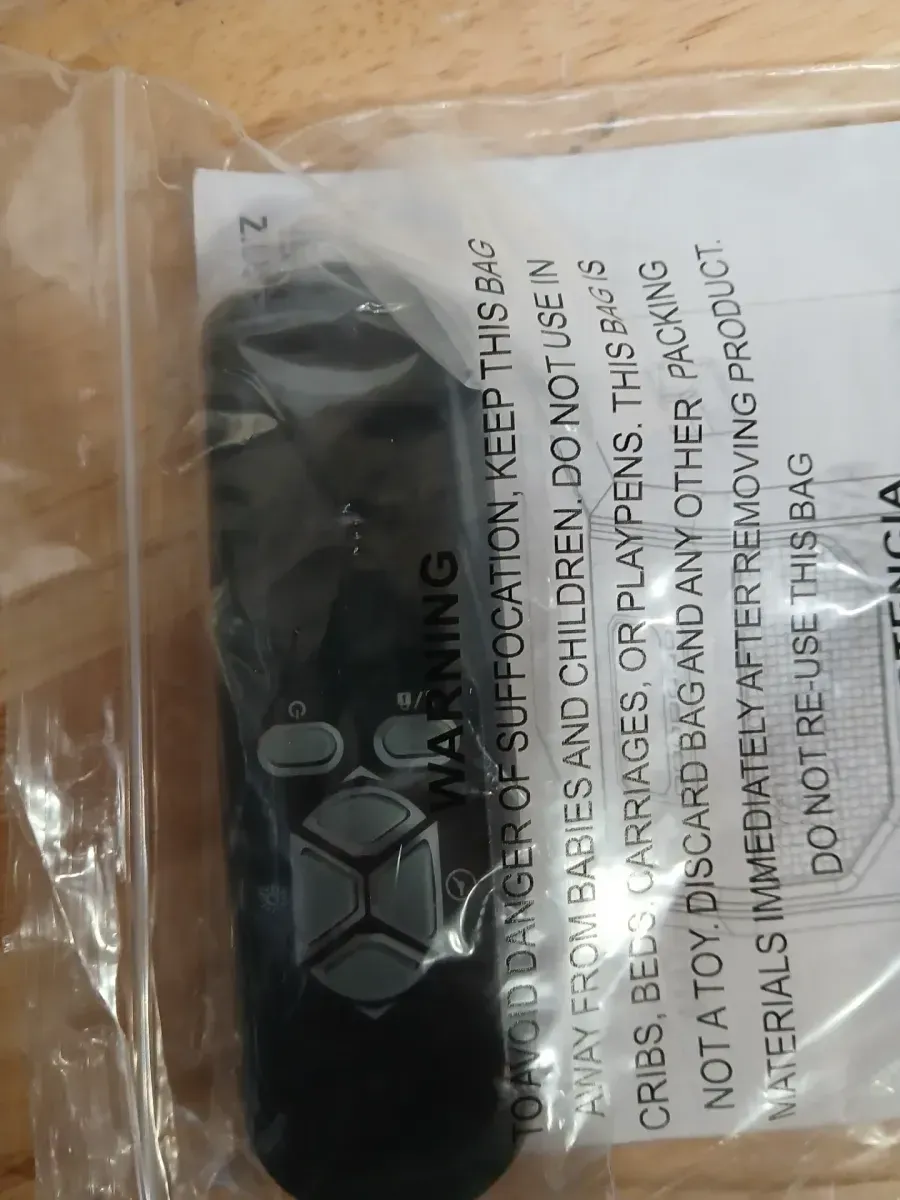 WARNING
TO AVOID DANGER OF SUFFOCATION, KEEP THIS BAG
AWAY FROM BABIES AND CHILDREN. DO NOT USE IN
CRIBS, BEDS, CARRIAGES, OR PLAYPENS. THIS BAG IS
NOT A TOY. DISCARD BAG AND ANY OTHER PACKING
MATERIALS IMMEDIATELY AFTER REMOVING PRODUCT.
DO NOT RE-USE THIS BAG